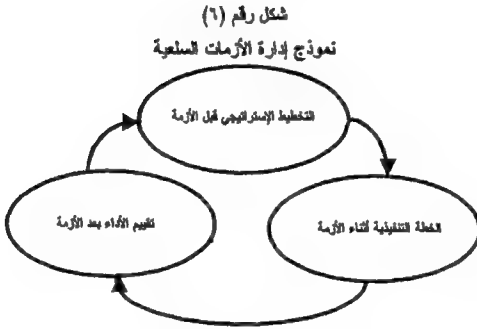 شكل رقم (٦)
نموذج إدارة الأزمات السلعية
التخطيط الإستراتيجي قبل الأزمة
الخطة التنفيذية أثناء الأزمة
تقييم الأداء بعد الأزمة